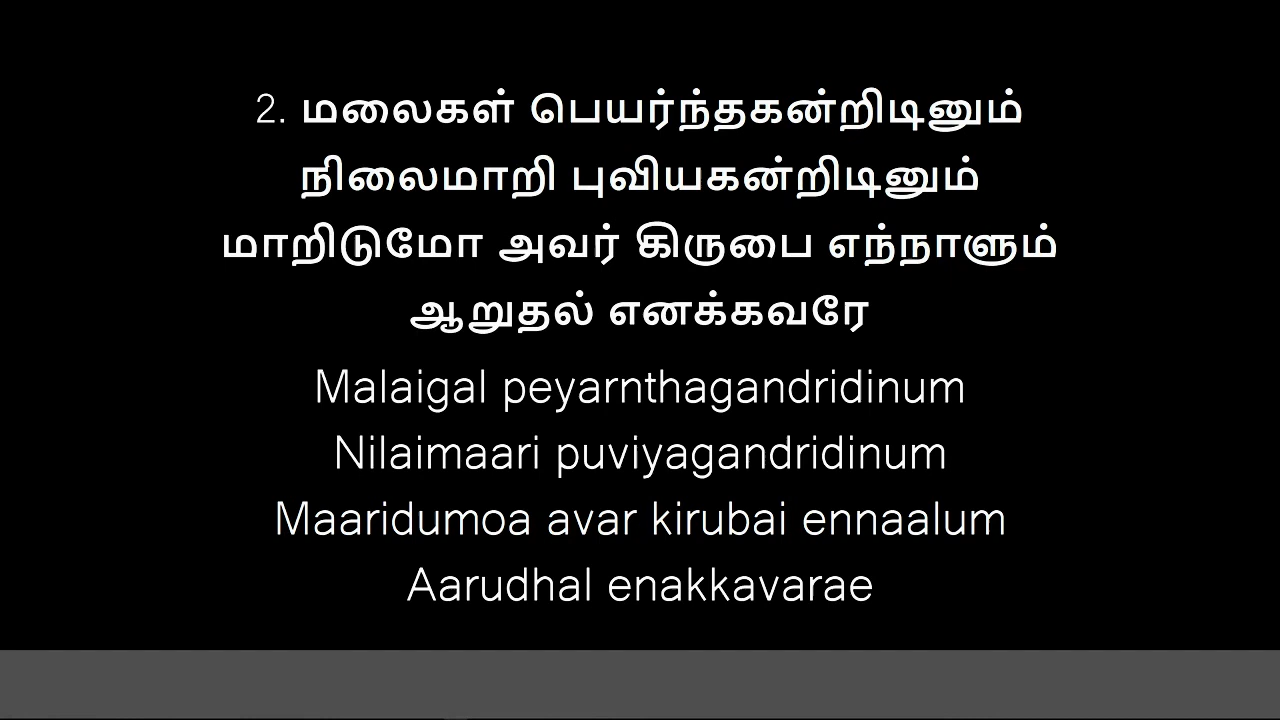 2. மலைகள் பெயர்ந்தகன்றிடினும்
நிலைமாறி புவியகன்றிடினும்
மாறிடுமோ அவர் கிருபை எந்நாளும்
ஆறுதல் எனக்கவரே
Malaigal peyarnthagandridinum
Nilaimaari puviyagandridinum
Maaridumoa avar kirubai ennaalum
Aarudhal enakkavarae